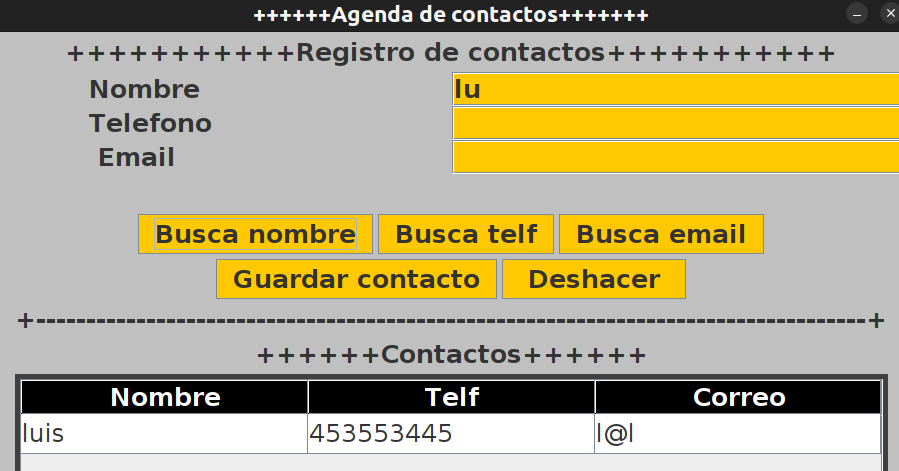 ++++++Agenda de contactos+++++++
++++++++++++Registro de contactos++++++++++++
Nombre lu
Telefono
Email
Busca nombre Busca telf Busca email
Guardar contacto Deshacer
+-----------------------------------------------------------------------------------+
++++++Contactos++++++
Nombre Telf Correo
luis 453553445 l@l